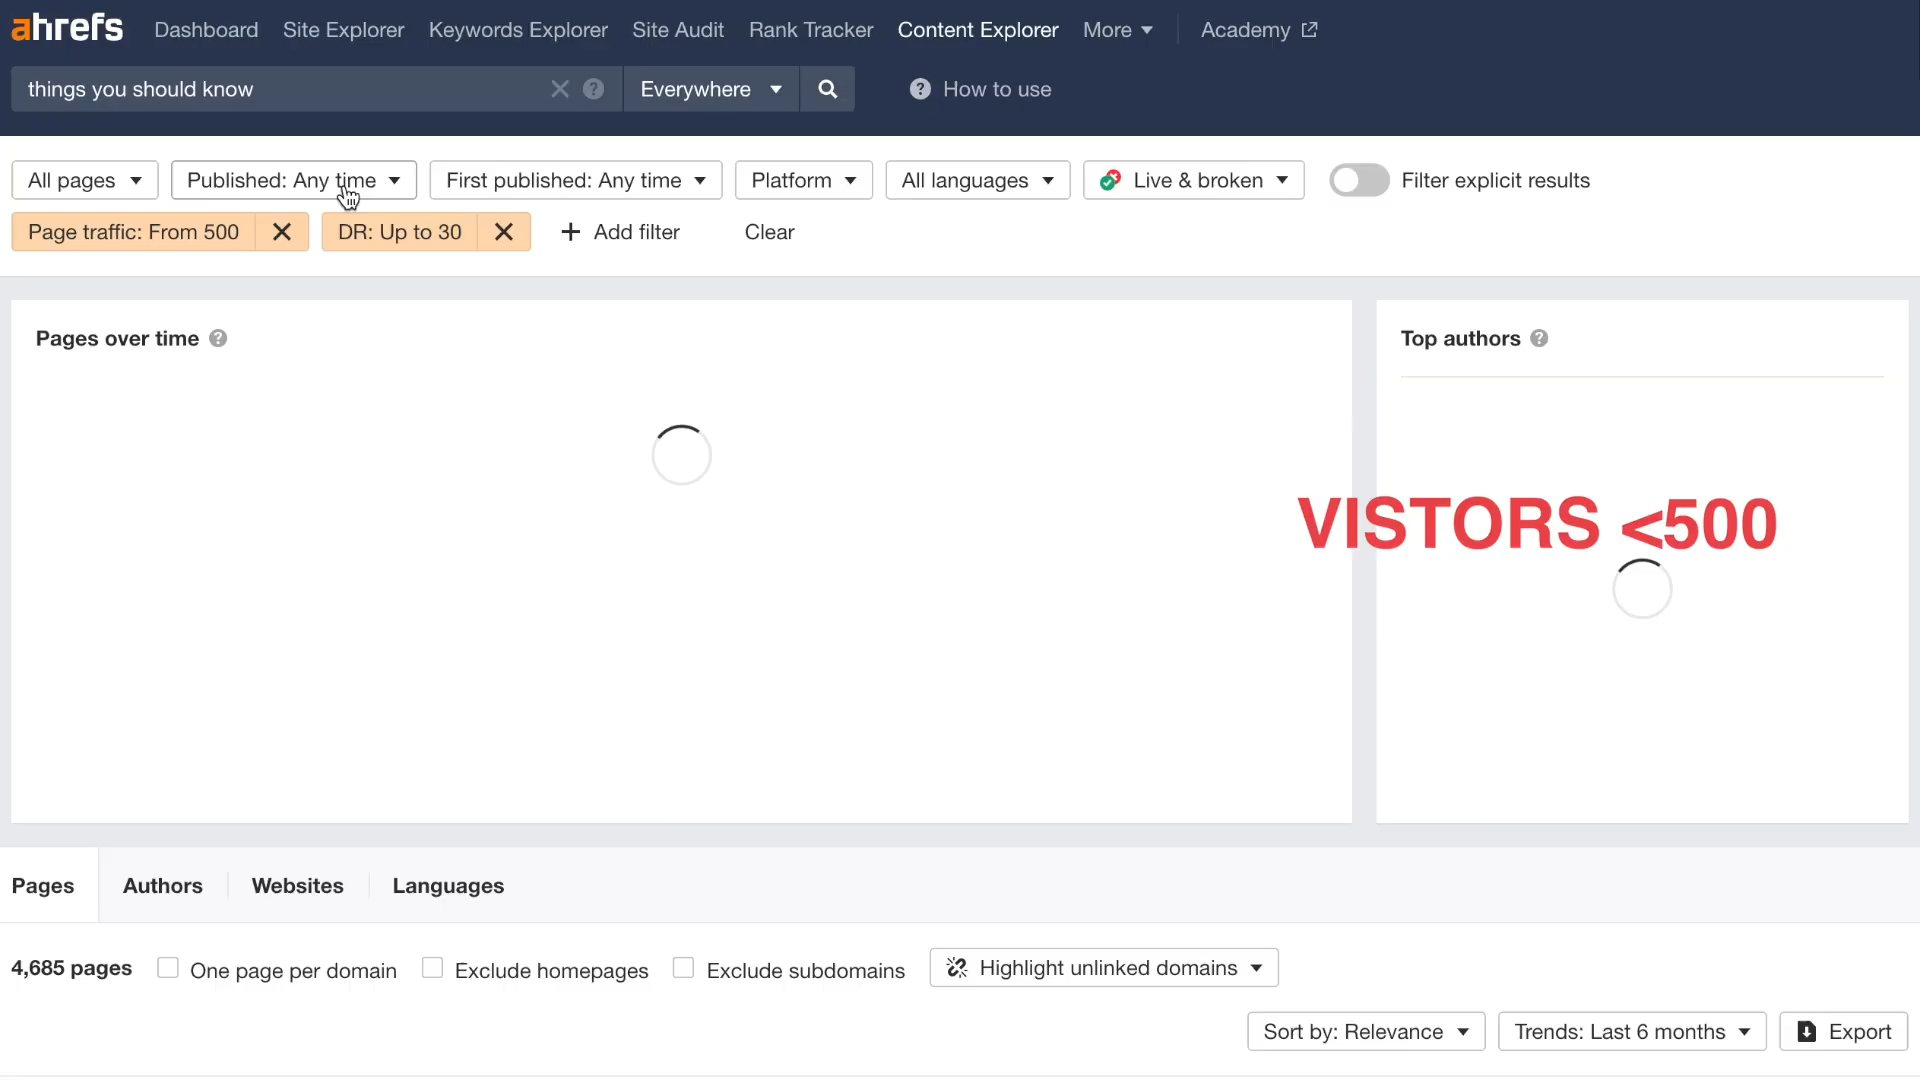 ahrefs Dashboard Site Explorer Keywords Explorer Site Audit Rank Tracker Content Explorer More Academy
things you should know Everywhere How to use
All pages Published: Any time First published: Any time Platform All languages Live & broken Filter explicit results
Page traffic: From 500 DR: Up to 30 + Add filter Clear
Pages over time
Top authors
VISTORS <500
Pages Authors Websites Languages
4,685 pages One page per domain Exclude homepages Exclude subdomains Highlight unlinked domains
Sort by: Relevance Trends: Last 6 months Export